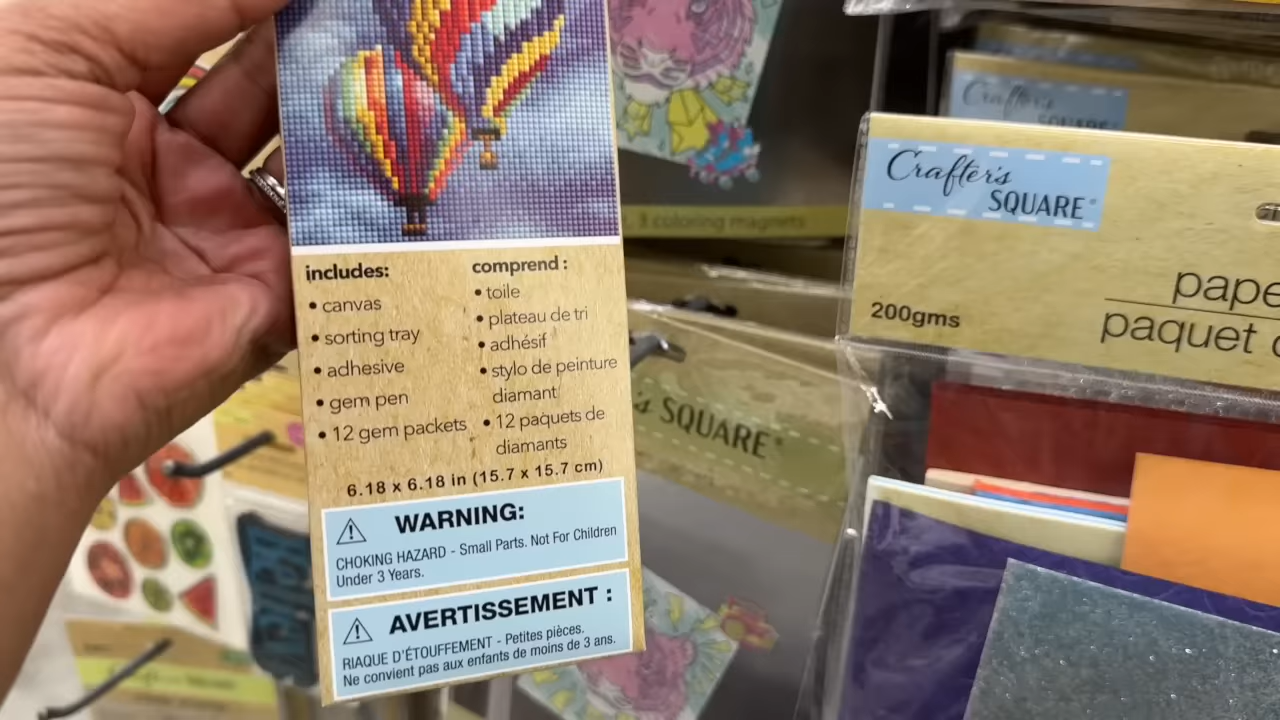 includes:
• canvas
• sorting tray
• adhesive
• gem pen
• 12 gem packets
comprend :
• toile
• plateau de tri
• adhésif
• stylo de peinture
diamant
• 12 paquets de
diamants
6.18 x 6.18 in (15.7 x 15.7 cm)
WARNING:
CHOKING HAZARD - Small Parts. Not For Children
Under 3 Years.
AVERTISSEMENT :
RIAQUE D'ÉTOUFFEMENT - Petites pièces.
Ne convient pas aux enfants de moins de 3 ans.
coloring magnets
SQUARE
Crafter's
SQUARE
Crafter's
SQUARE®
200gms
pape
paquet